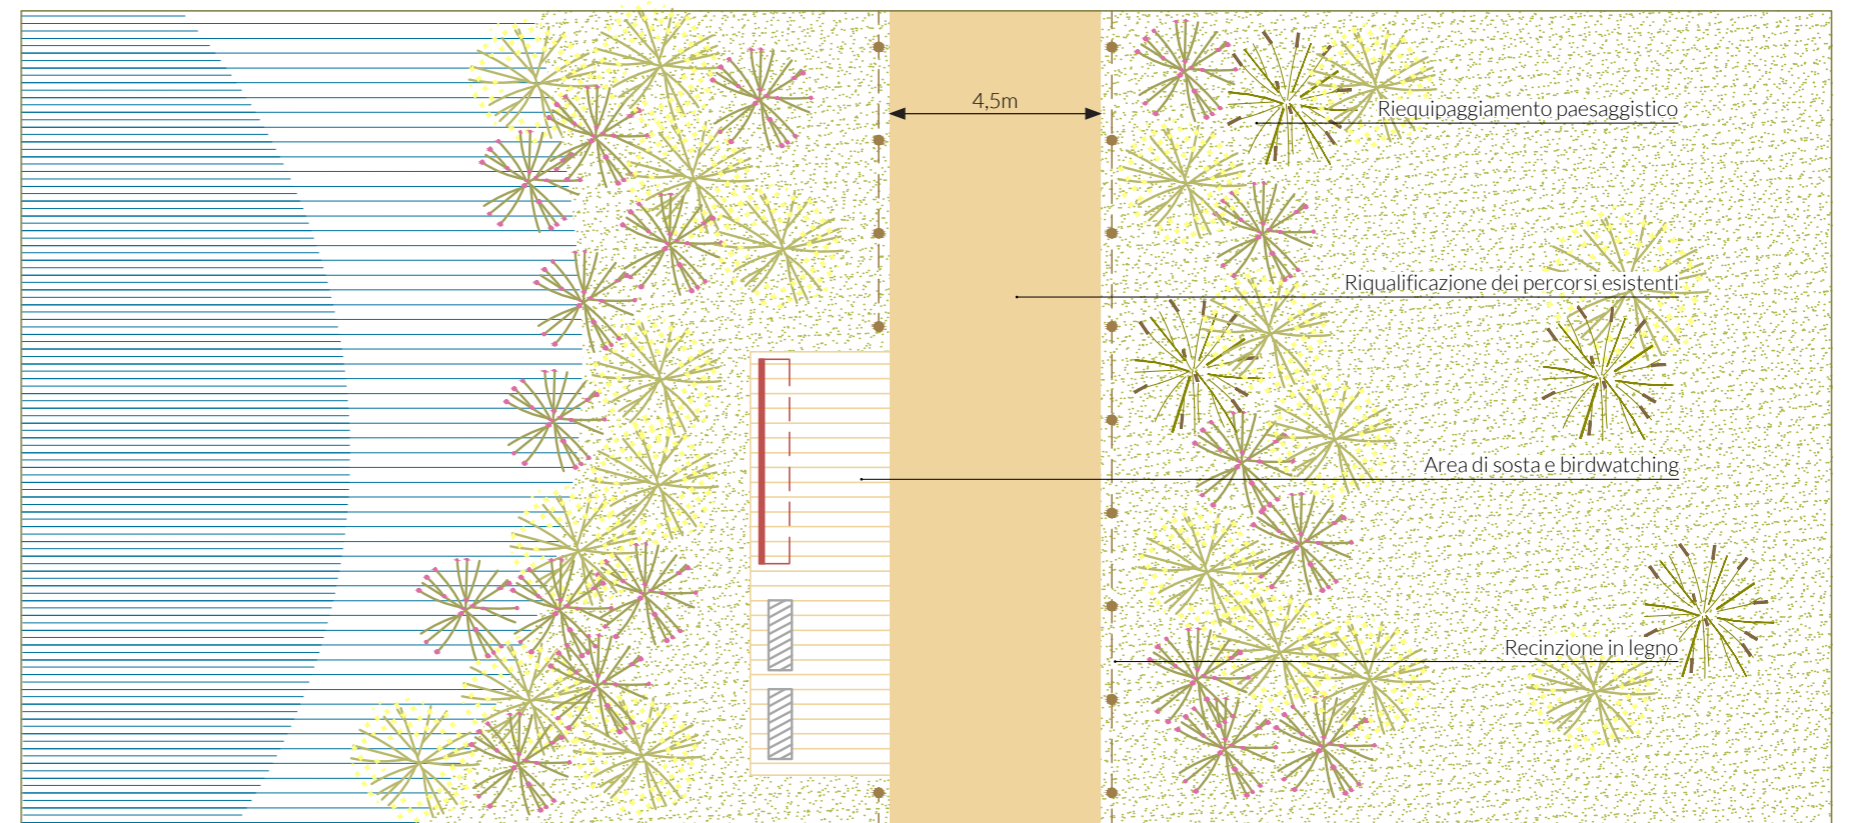 4,5m
Riequipaggiamento paesaggistico
Riqualificazione dei percorsi esistenti
Area di sosta e birdwatching
Recinzione in legno